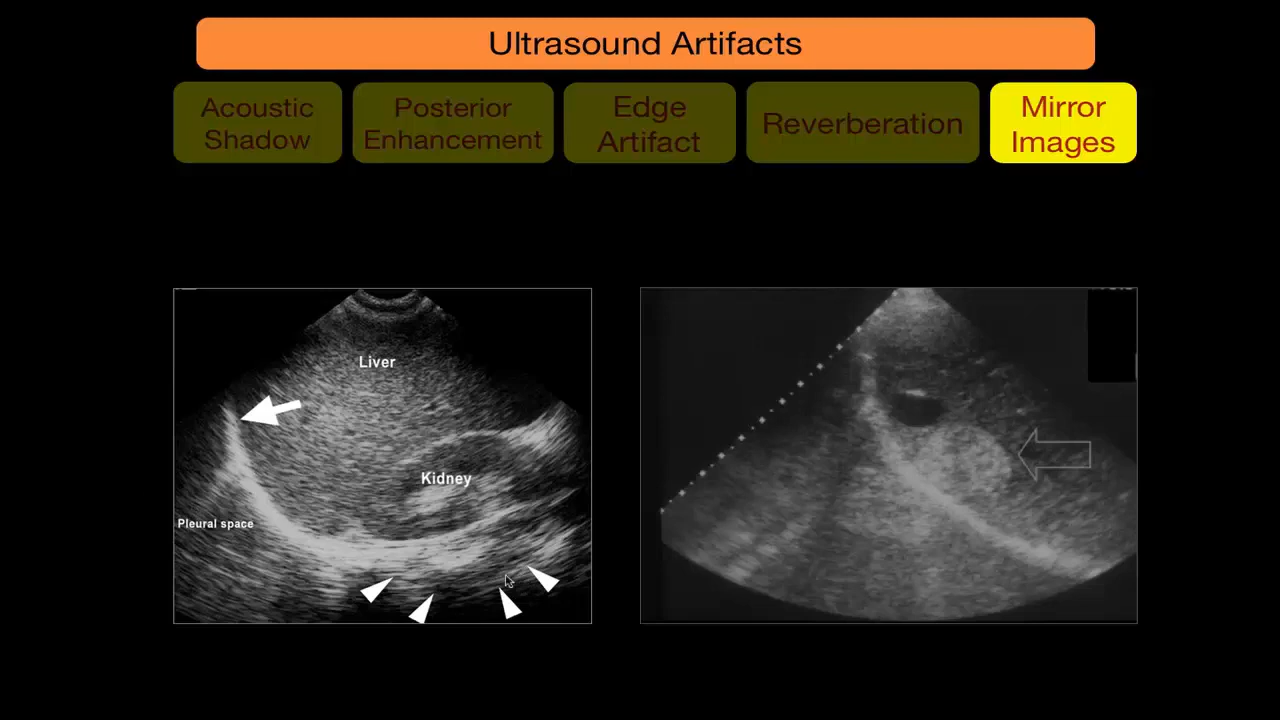 Ultrasound Artifacts
Acoustic
Shadow
Posterior
Enhancement
Edge
Artifact
Reverberation
Mirror
Images
Liver
Kidney
Pleural space